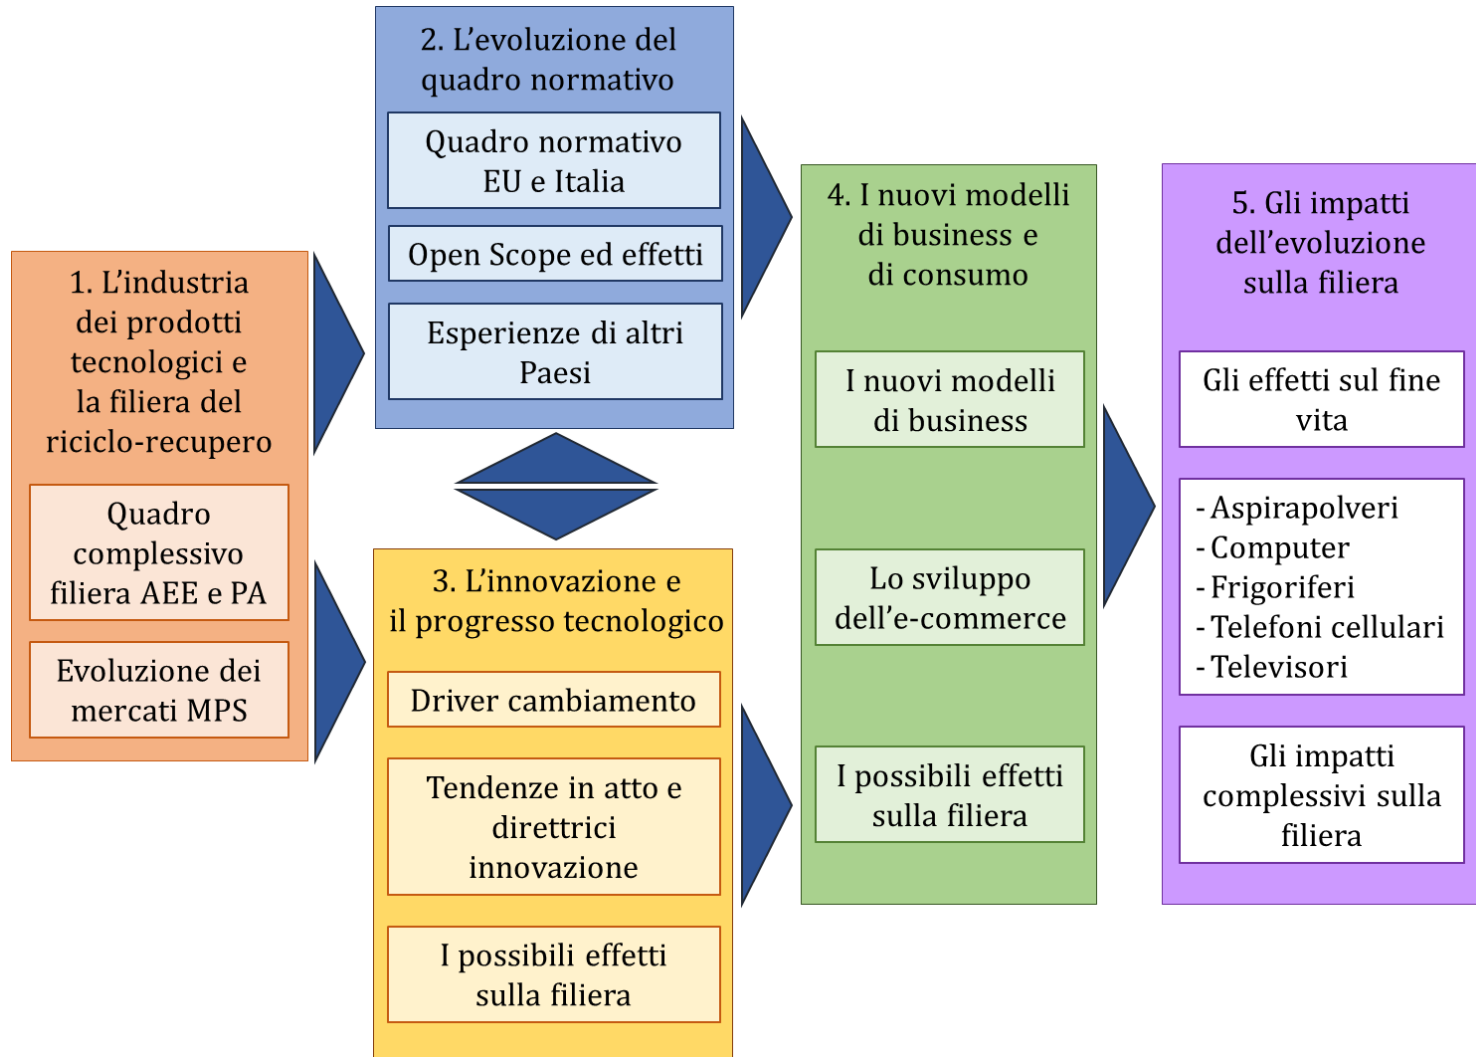 1. L’industria
dei prodotti
tecnologici e
la filiera del
riciclo-recupero
Quadro
complessivo
filiera AEE e PA
Evoluzione dei
mercati MPS
2. L’evoluzione del
quadro normativo
Quadro normativo
EU e Italia
Open Scope ed effetti
Esperienze di altri
Paesi
3. L’innovazione e
il progresso tecnologico
Driver cambiamento
Tendenze in atto e
direttrici
innovazione
I possibili effetti
sulla filiera
4. I nuovi modelli
di business e
di consumo
I nuovi modelli
di business
Lo sviluppo
dell’e-commerce
I possibili effetti
sulla filiera
5. Gli impatti
dell’evoluzione
sulla filiera
Gli effetti sul fine
vita
- Aspirapolveri
- Computer
- Frigoriferi
- Telefoni cellulari
- Televisori
Gli impatti
complessivi sulla
filiera